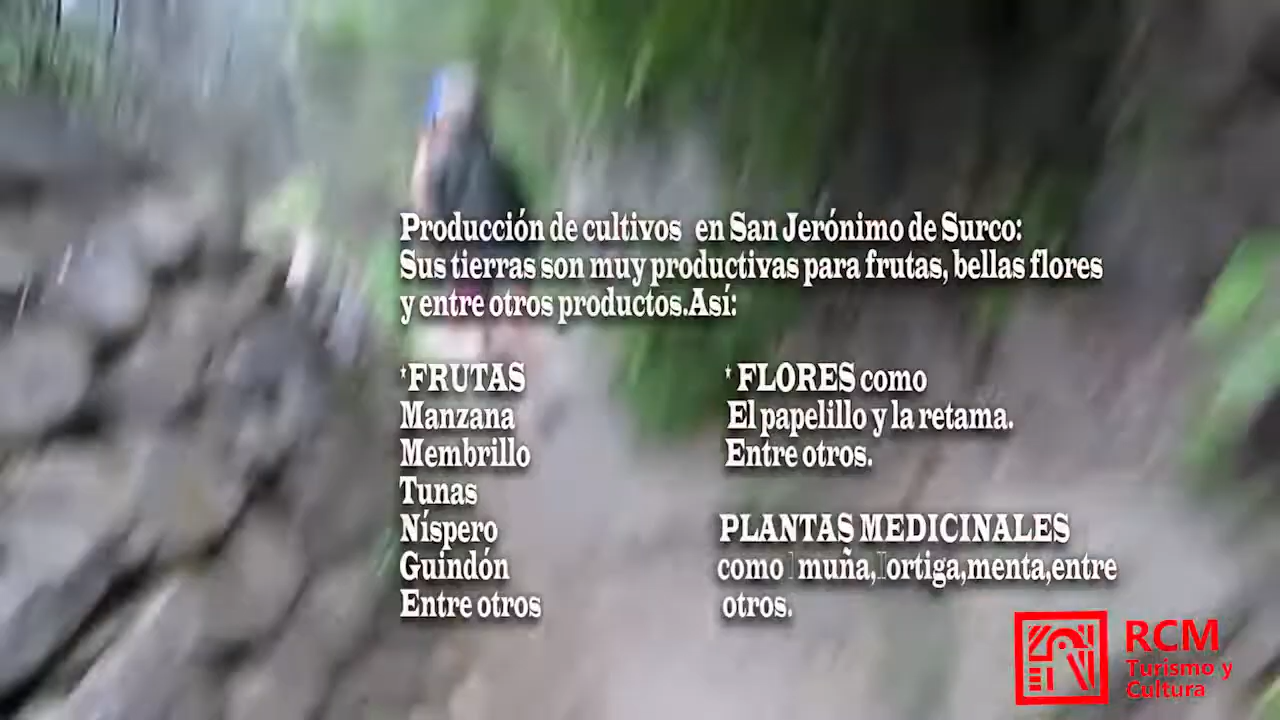 Producción de cultivos en San Jerónimo de Surco:
Sus tierras son muy productivas para frutas, bellas flores
y entre otros productos.Así:
*FRUTAS
Manzana
Membrillo
Tunas
Níspero
Guindón
Entre otros
* FLORES como
El papelillo y la retama.
Entre otros.
PLANTAS MEDICINALES
como muña, ortiga,menta,entre
otros.
RCM
Turismo y
Cultura